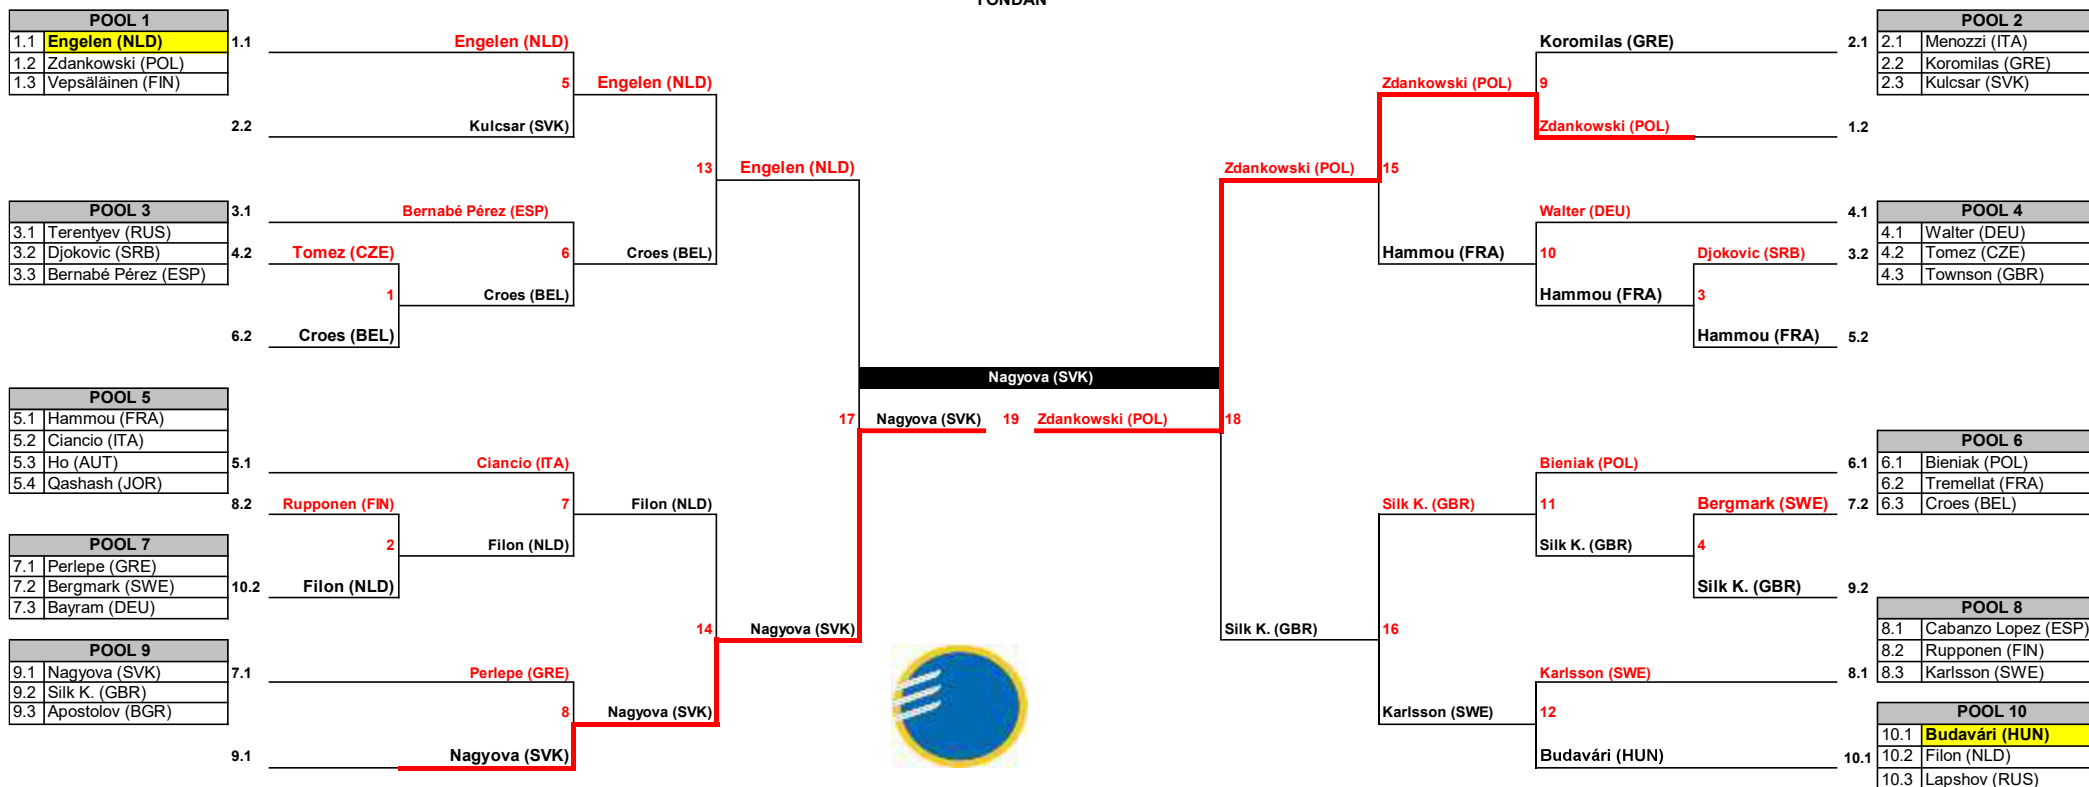 YONDAN
POOL 1
1.1 Engelen (NLD)
1.2 Zdankowski (POL)
1.3 Vepsäläinen (FIN)
1.1 Engelen (NLD)
5 Engelen (NLD)
2.2 Kulcsar (SVK)
13 Engelen (NLD)
POOL 3
3.1 Terentyev (RUS)
3.2 Djokovic (SRB)
3.3 Bernabé Pérez (ESP)
3.1 Bernabé Pérez (ESP)
4.2 Tomez (CZE)
6 Croes (BEL)
1 Croes (BEL)
6.2 Croes (BEL)
POOL 5
5.1 Hammou (FRA)
5.2 Ciancio (ITA)
5.3 Ho (AUT)
5.4 Qashash (JOR)
5.1 Ciancio (ITA)
8.2 Rupponen (FIN)
7 Filon (NLD)
2 Filon (NLD)
10.2 Filon (NLD)
POOL 7
7.1 Perlepe (GRE)
7.2 Bergmark (SWE)
7.3 Bayram (DEU)
14 Nagyova (SVK)
POOL 9
9.1 Nagyova (SVK)
9.2 Silk K. (GBR)
9.3 Apostolov (BGR)
7.1 Perlepe (GRE)
8 Nagyova (SVK)
9.1 Nagyova (SVK)
Nagyova (SVK)
17 Nagyova (SVK) 19 Zdankowski (POL) 18
Koromilas (GRE) 2.1
Zdankowski (POL) 9
Zdankowski (POL) 1.2
Zdankowski (POL) 15
Walter (DEU) 4.1
Hammou (FRA) 10
Djokovic (SRB) 3.2
Hammou (FRA) 3
Hammou (FRA) 5.2
Bieniak (POL) 6.1
Silk K. (GBR) 11
Bergmark (SWE) 7.2
Silk K. (GBR) 4
Silk K. (GBR) 9.2
Silk K. (GBR) 16
Karlsson (SWE) 8.1
Karlsson (SWE) 12
Budavári (HUN) 10.1
POOL 2
2.1 Menozzi (ITA)
2.2 Koromilas (GRE)
2.3 Kulcsar (SVK)
POOL 4
4.1 Walter (DEU)
4.2 Tomez (CZE)
4.3 Townson (GBR)
POOL 6
6.1 Bieniak (POL)
6.2 Tremellat (FRA)
6.3 Croes (BEL)
POOL 8
8.1 Cabanzo Lopez (ESP)
8.2 Rupponen (FIN)
8.3 Karlsson (SWE)
POOL 10
10.1 Budavári (HUN)
10.2 Filon (NLD)
10.3 Lapshov (RUS)